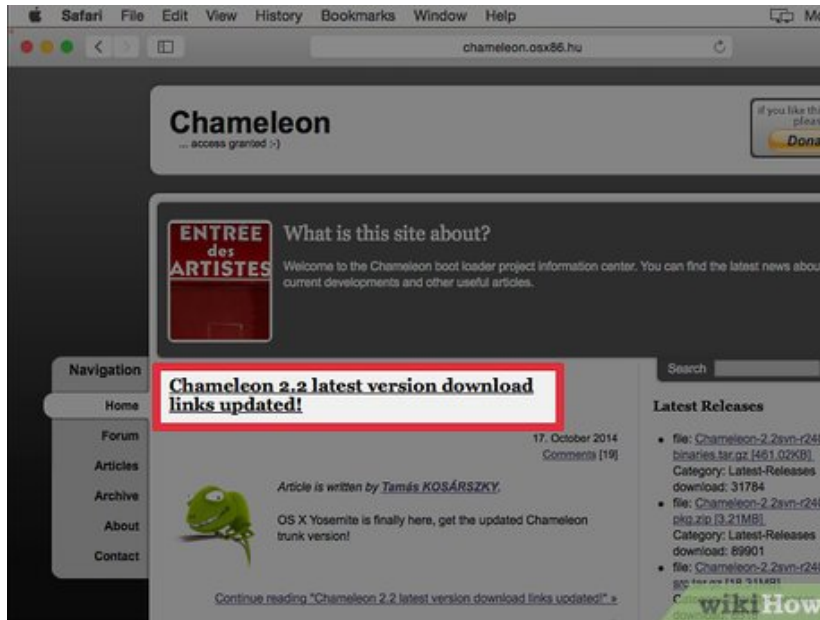 Safari File Edit View History Bookmarks Window Help
chameleon.osx86.hu
Chameleon
... access granted :-)
if you like
Dona
ENTRÉE
des
ARTISTES
What is this site about?
Welcome to the Chameleon boot loader project information center. You can find the latest news abou
current developments and other useful articles.
Navigation
Home
Forum
Articles
Archive
About
Contact
Chameleon 2.2 latest version download
links updated!
17. October 2014
Comments [19]
Article is written by Tamás KOSÁRSZKY.
OS X Yosemite is finally here, get the updated Chameleon
trunk version!
Continue reading "Chameleon 2.2 latest version download links updated!" »
Search
Latest Releases
file: Chameleon-2.2svn-r24
binaries.tar.gz [461.02KB]
Category: Latest-Releases
download: 31784
file: Chameleon-2.2svn-r24
pkg.zip [3.21MB]
Category: Latest-Releases
download: 89901
file: Chameleon-2.2svn-r24
wikiHow